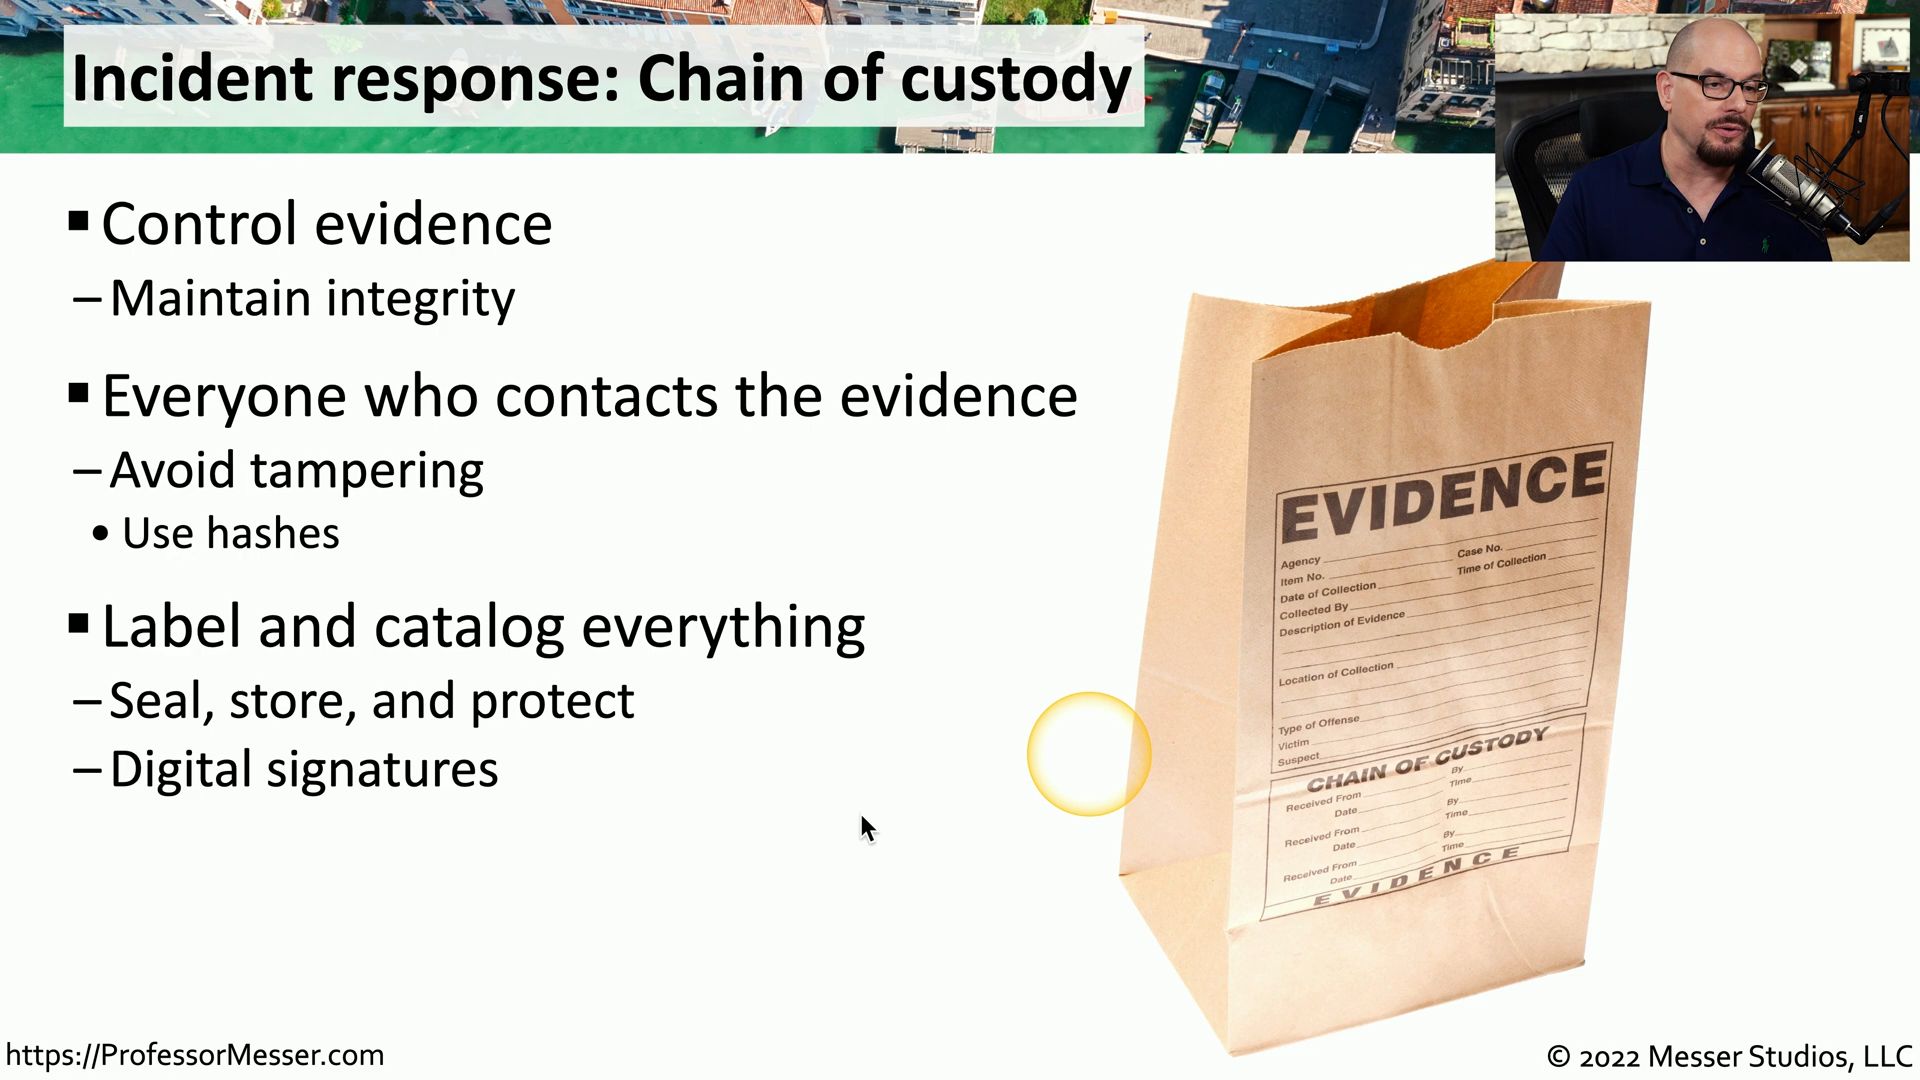 Incident response: Chain of custody
▪ Control evidence
– Maintain integrity
▪ Everyone who contacts the evidence
– Avoid tampering
• Use hashes
▪ Label and catalog everything
– Seal, store, and protect
– Digital signatures
EVIDENCE
Agency
Case No.
Item No.
Time of Collection
Date of Collection
Collected By
Description of Evidence
Location of Collection
Type of Offense
Victim
Suspect
CHAIN OF CUSTODY
Received From By
Date Time
Received From By
Date Time
Received From By
Date Time
EVIDENCE
https://ProfessorMesser.com
© 2022 Messer Studios, LLC